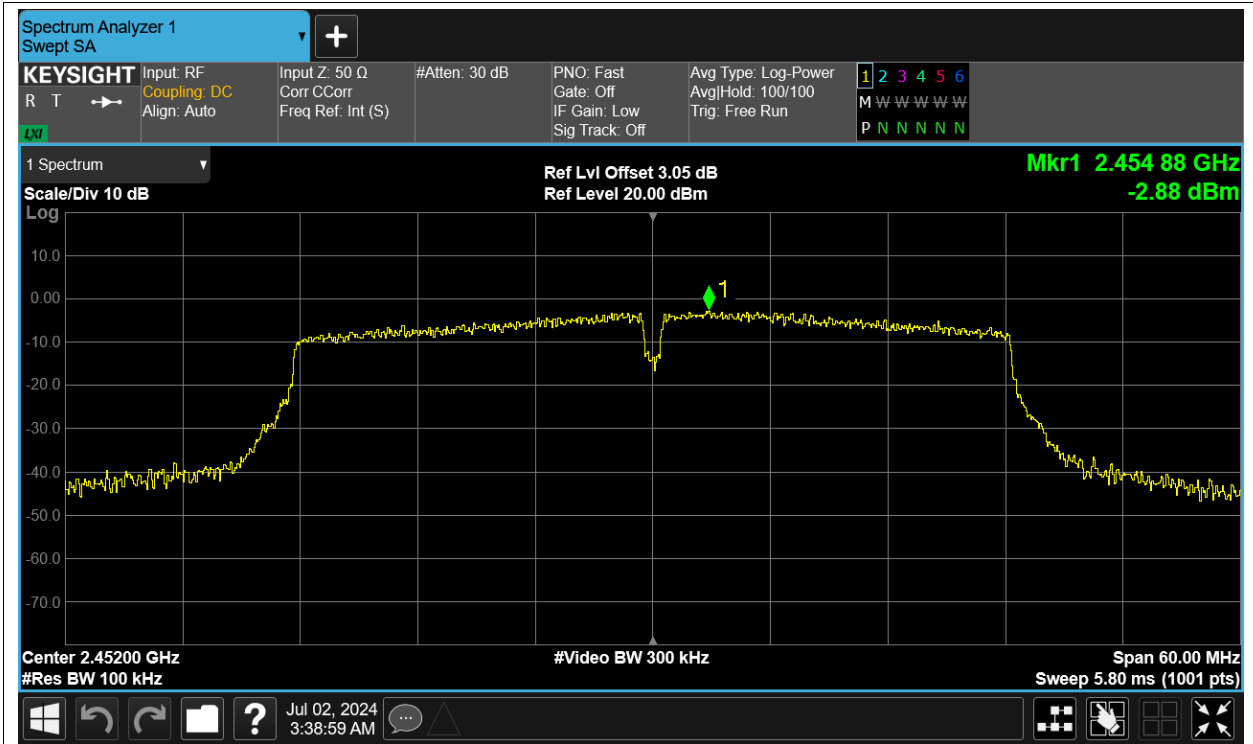 Spectrum Analyzer 1
Swept SA
KEYSIGHT
R T
LXI
Input: RF
Coupling: DC
Align: Auto
Input Z: 50 Ω
Corr CCorr
Freq Ref: Int (S)
#Atten: 30 dB
PNO: Fast
Gate: Off
IF Gain: Low
Sig Track: Off
Avg Type: Log-Power
Avg|Hold: 100/100
Trig: Free Run
1 2 3 4 5 6
M W W W W W
P N N N N N
1 Spectrum
Scale/Div 10 dB
Log
Ref Lvl Offset 3.05 dB
Ref Level 20.00 dBm
Mkr1 2.454 88 GHz
-2.88 dBm
10.0
0.00
-10.0
-20.0
-30.0
-40.0
-50.0
-60.0
-70.0
1
Center 2.45200 GHz
#Res BW 100 kHz
#Video BW 300 kHz
Span 60.00 MHz
Sweep 5.80 ms (1001 pts)
?
Jul 02, 2024
3:38:59 AM